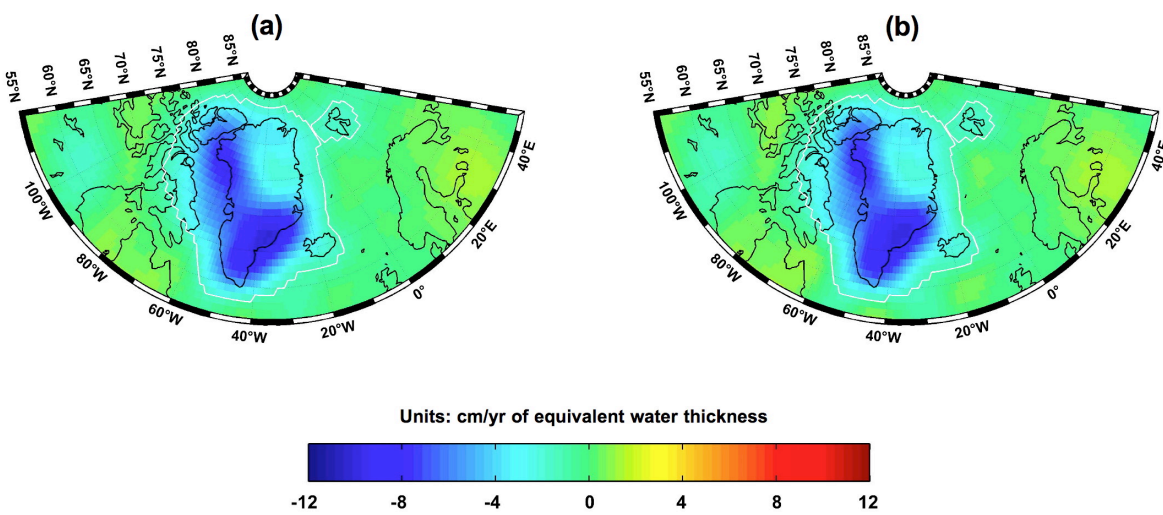 (a)
(b)
55°N 60°N 65°N 70°N 75°N 80°N 85°N
55°N 60°N 65°N 70°N 75°N 80°N 85°N
100°W 80°W 60°W 40°W 20°W 0° 20°E 40°E
100°W 80°W 60°W 40°W 20°W 0° 20°E 40°E
Units: cm/yr of equivalent water thickness
-12 -8 -4 0 4 8 12